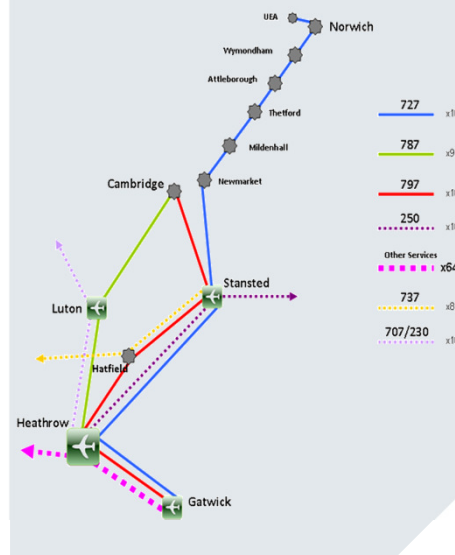 UEA
Norwich
Wymondham
Attleborough
Thetford
Mildenhall
Newmarket
Cambridge
Stansted
Luton
Hatfield
Heathrow
Gatwick
727
787
797
250
Other Services
x64
737
707/230